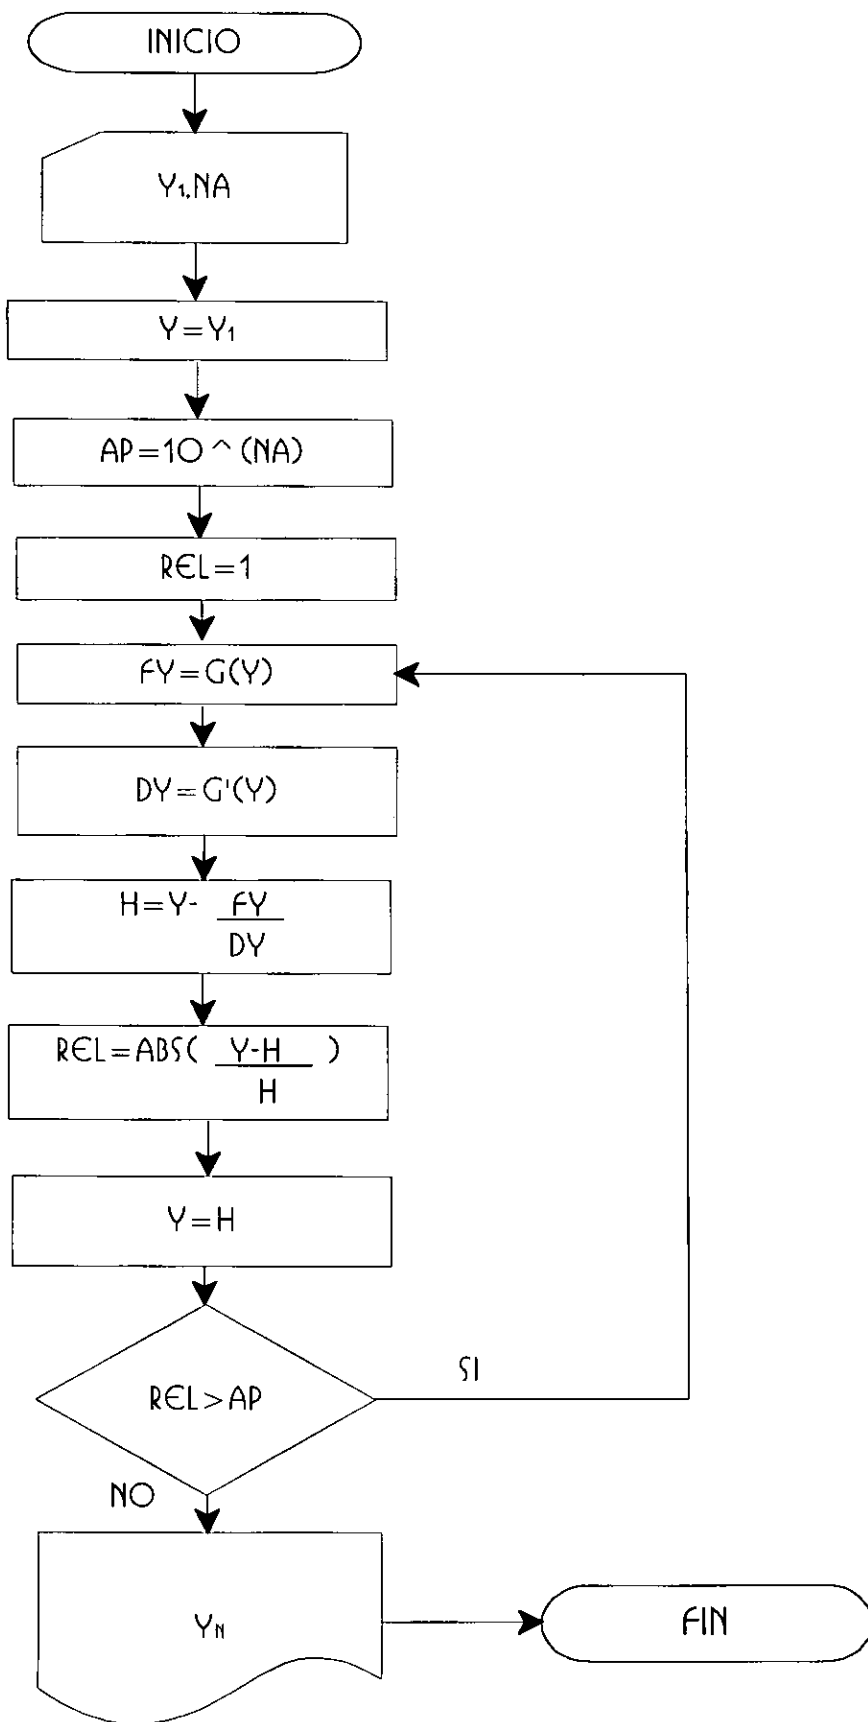 INICIO
Y₁,NA
Y=Y₁
AP=10^(NA)
REL=1
FY=G(Y)
DY=G'(Y)
H=Y- FY
DY
REL=ABS( Y-H )
H
Y=H
REL>AP
SI
NO
Yₙ
FIN